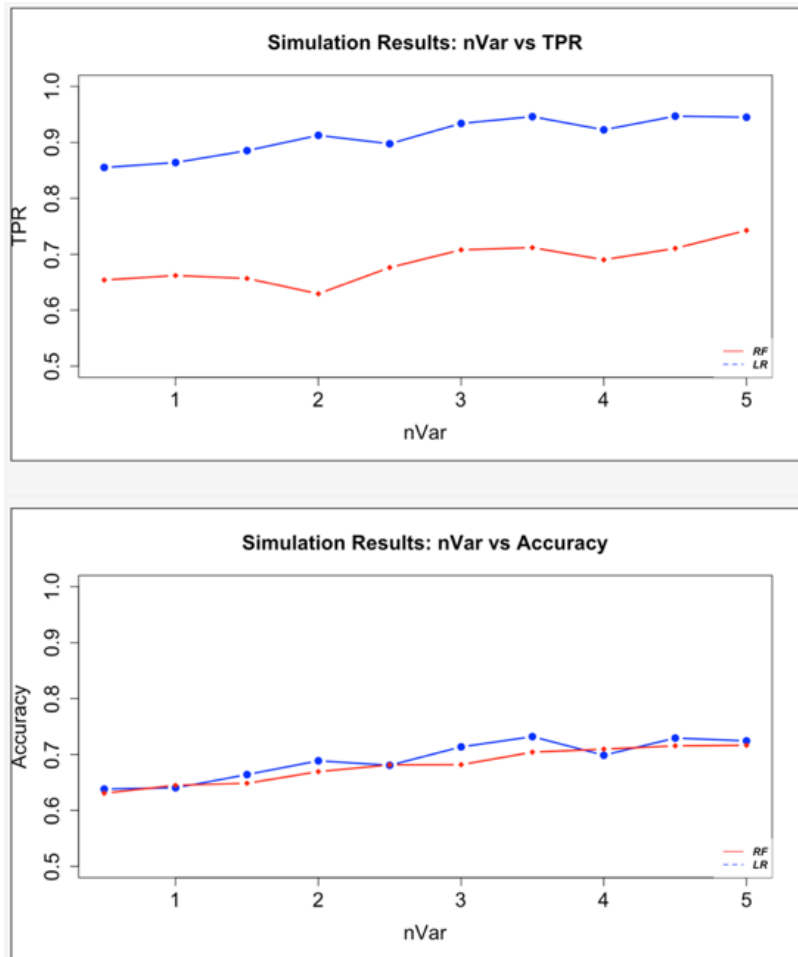 Simulation Results: nVar vs TPR
1.0
0.9
0.8
0.7
0.6
0.5
TPR
RF
LR
1 2 3 4 5
nVar
Simulation Results: nVar vs Accuracy
1.0
0.9
0.8
0.7
0.6
0.5
Accuracy
RF
LR
1 2 3 4 5
nVar